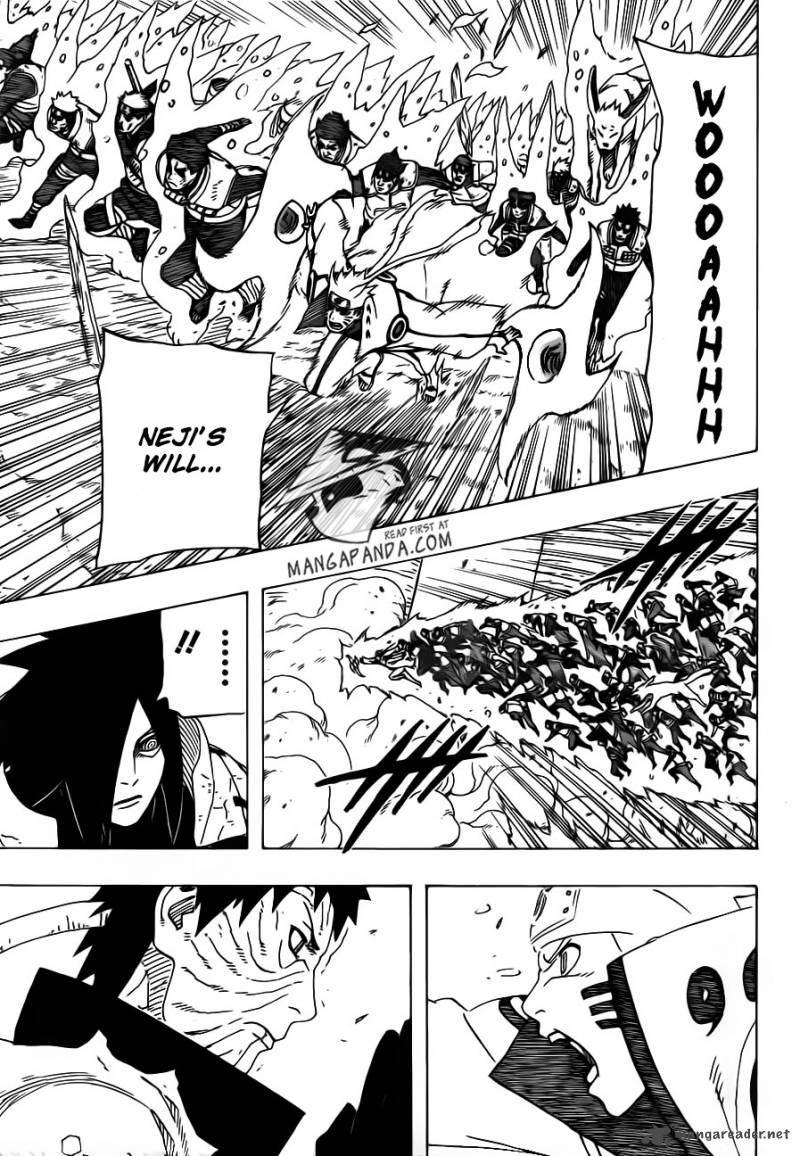 WOOOAAHHH
NEJI'S
WILL...
READ FIRST AT
MANGAPANDA.COM
......
!!
mangareader.net